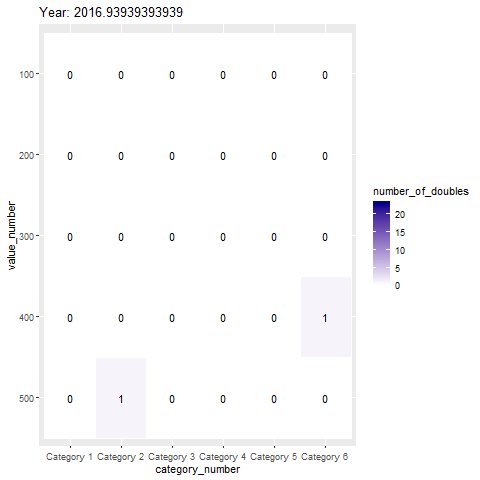 Year: 2016.93939393939
100 0 0 0 0 0 0
200 0 0 0 0 0 0
300 0 0 0 0 0 0
400 0 0 0 0 0 1
500 0 1 0 0 0 0
value_number
Category 1 Category 2 Category 3 Category 4 Category 5 Category 6
category_number
number_of_doubles
20
15
10
5
0